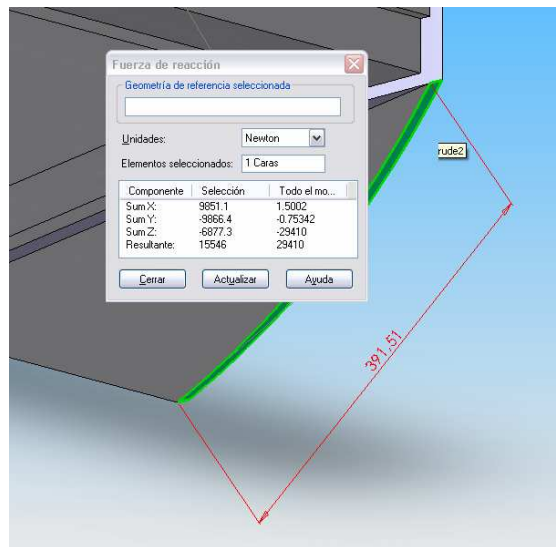 Fuerza de reacción
Geometría de referencia seleccionada
Unidades: Newton
Elementos seleccionados: 1 Caras
Componente Selección Todo el mo...
Sum X: 9851.1 1.5002
Sum Y: -9866.4 -0.75342
Sum Z: -6877.3 -29410
Resultante: 15546 29410
Cerrar Actualizar Ayuda
rude2
391,51